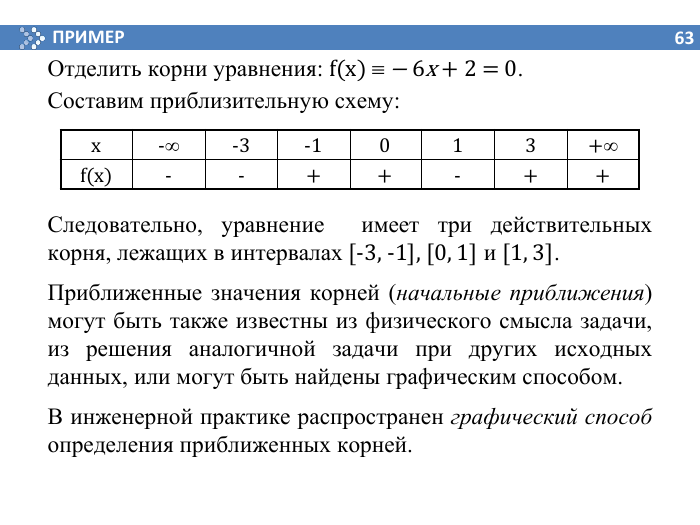 ПРИМЕР 63
Отделить корни уравнения: f(x) ≡ − 6x + 2 = 0.
Составим приблизительную схему:
x -∞ -3 -1 0 1 3 +∞
f(x) - - + + - + +
Следовательно, уравнение имеет три действительных
корня, лежащих в интервалах [-3, -1], [0, 1] и [1, 3].
Приближенные значения корней (начальные приближения)
могут быть также известны из физического смысла задачи,
из решения аналогичной задачи при других исходных
данных, или могут быть найдены графическим способом.
В инженерной практике распространен графический способ
определения приближенных корней.